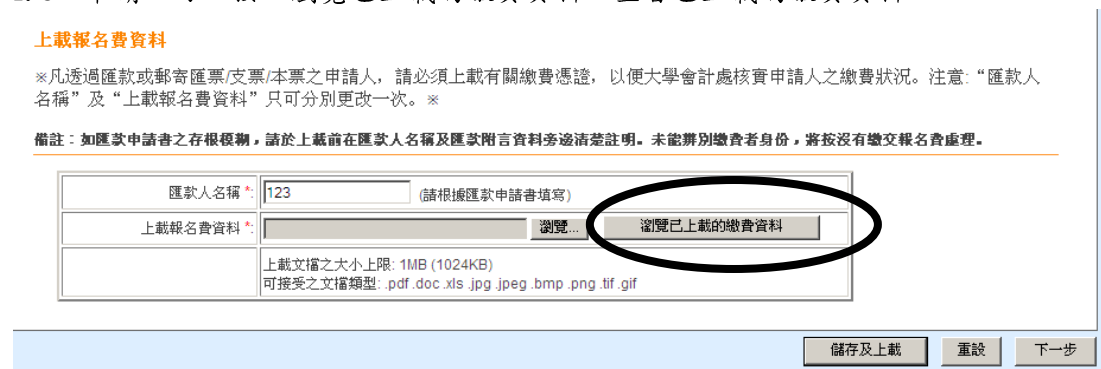 上載報名費資料
※凡透過匯款或郵寄匯票/支票/本票之申請人，請必須上載有關繳費憑證，以便大學會計處核實申請人之繳費狀況。注意:“匯款人
名稱”及“上載報名費資料”只可分別更改一次。※
備註：如匯款申請書之存根模糊，請於上載前在匯款人名稱及匯款附言資料旁邊清楚註明。未能辨別繳費者身份，將按沒有繳交報名費處理。
匯款人名稱 *: 123 (請根據匯款申請書填寫)
上載報名費資料 *: 瀏覽... 瀏覽已上載的繳費資料
上載文擋之大小上限: 1MB (1024KB)
可接受之文擋類型: .pdf .doc .xls .jpg .jpeg .bmp .png .tif .gif
儲存及上載 重設 下一步